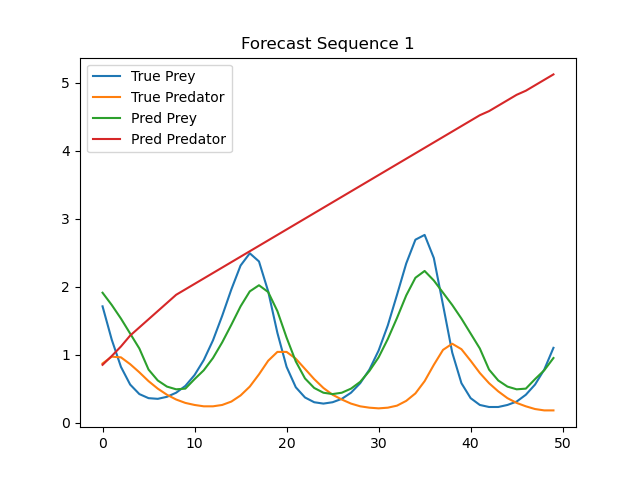 Forecast Sequence 1
True Prey
True Predator
Pred Prey
Pred Predator
5
4
3
2
1
0
0 10 20 30 40 50